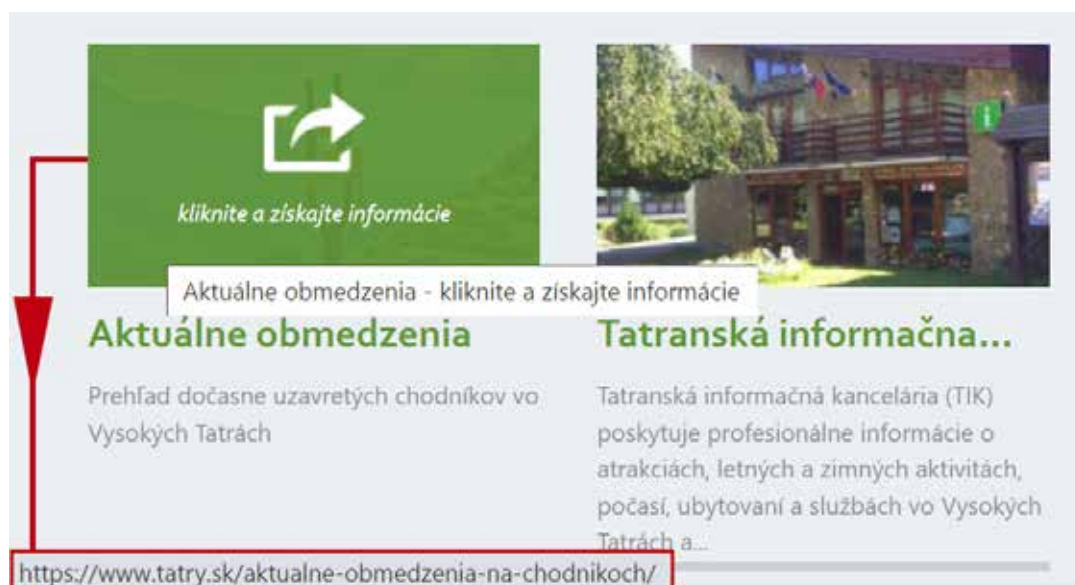 kliknite a získajte informácie
Aktuálne obmedzenia - kliknite a získajte informácie
Aktuálne obmedzenia
Prehľad dočasne uzavretých chodníkov vo
Vysokých Tatrách
Tatranská informačna...
Tatranská informačná kancelária (TIK)
poskytuje profesionálne informácie o
atrakciách, letných a zimných aktivitách,
počasí, ubytovaní a službách vo Vysokých
Tatrách a...
https://www.tatry.sk/aktualne-obmedzenia-na-chodnikoch/